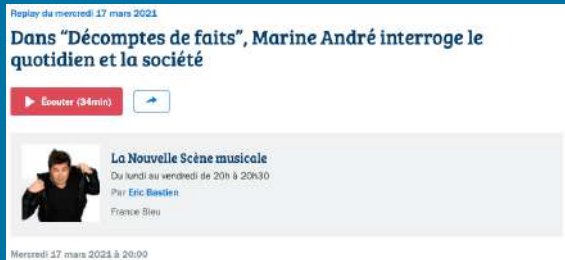 Replay du mercredi 17 mars 2021
Dans “Décomptes de faits”, Marine André interroge le
quotidien et la société
Écouter (34min)
La Nouvelle Scène musicale
Du lundi au vendredi de 20h à 20h30
Par Eric Bastien
France Bleu
Mercredi 17 mars 2021 à 20:00